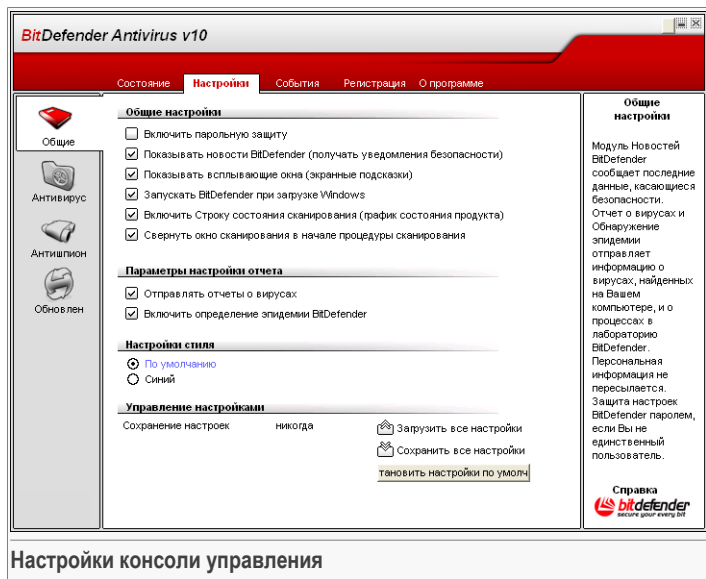 BitDefender Antivirus v10
Состояние Настройки События Регистрация О программе
Общие
Антивирус
Антишпион
Обновлен
Общие настройки
Включить парольную защиту
Показывать новости BitDefender (получать уведомления безопасности)
Показывать всплывающие окна (экранные подсказки)
Запускать BitDefender при загрузке Windows
Включить Строку состояния сканирования (график состояния продукта)
Свернуть окно сканирования в начале процедуры сканирования
Параметры настройки отчета
Отправлять отчеты о вирусах
Включить определение эпидемии BitDefender
Настройки стиля
По умолчанию
Синий
Управление настройками
Сохранение настроек никогда
Загрузить все настройки
Сохранить все настройки
тановить настройки по умолч
Общие
настройки
Модуль Новостей
BitDefender
сообщает последние
данные, касающиеся
безопасности.
Отчет о вирусах и
Обнаружение
эпидемии
отправляет
информацию о
вирусах, найденных
на Вашем
компьютере, и о
процессах в
лабораторию
BitDefender.
Персональная
информация не
пересылается.
Защита настроек
BitDefender паролем,
если Вы не
единственный
пользователь.
Справка
bitdefender
secure your every bit
Настройки консоли управления